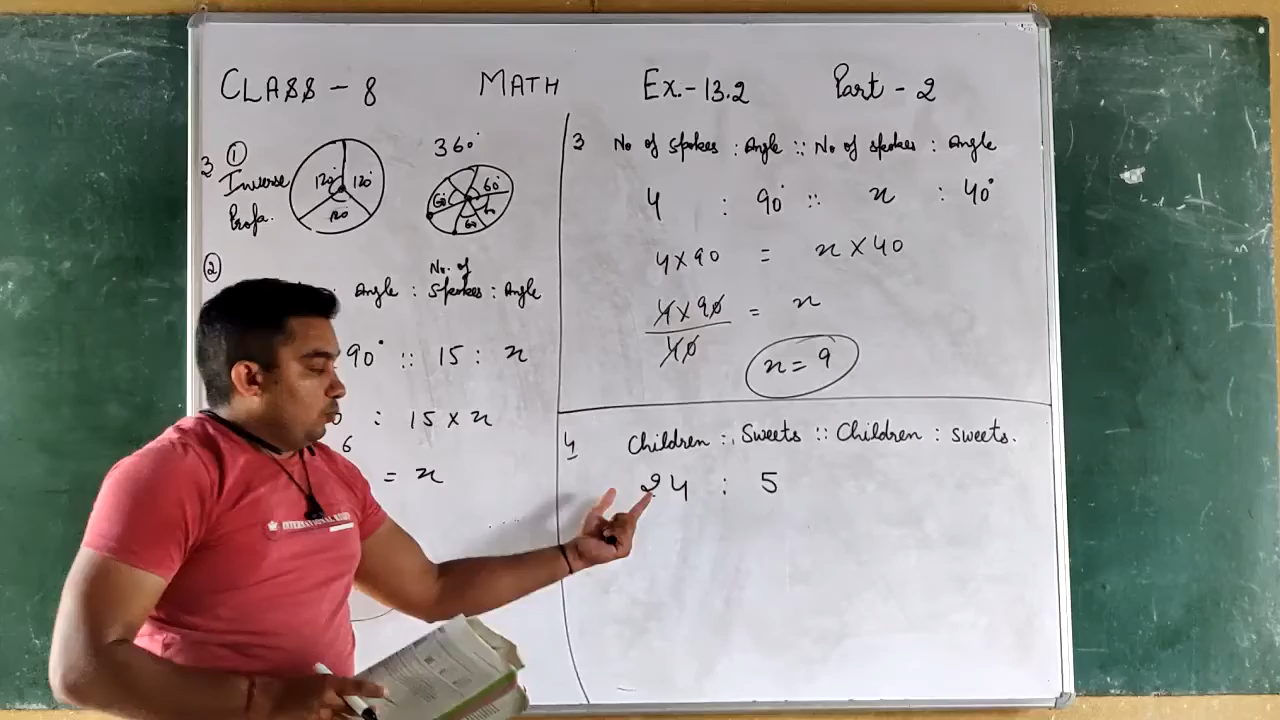 CLASS - 8 MATH Ex.- 13.2 Part - 2
3 ① Inverse
Propn.
120° 120°
120
360°
60° 60° 60 60
②
Angle : No. of Spokes : Angle
90° :: 15 : x
: 15 × x
6
= x
3 No of Spokes : Angle :: No of spokes : Angle
4 : 90° :: x : 40°
4 × 90 = x × 40
4 × 90 = x
40
x = 9
4 Children : Sweets :: Children : sweets.
24 : 5
INTERNATIONAL